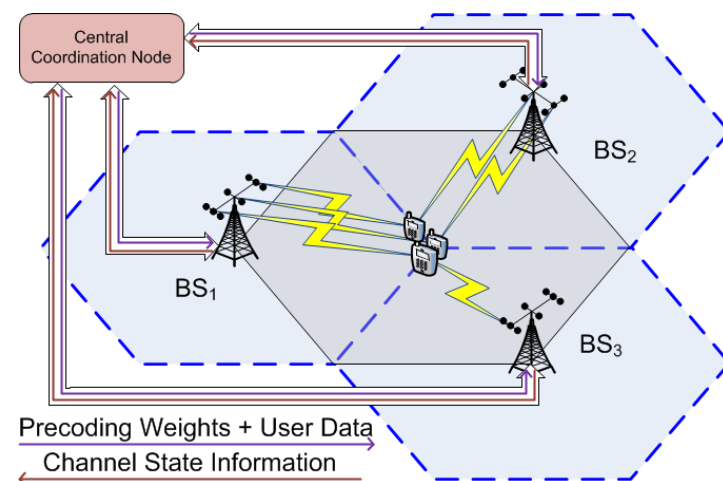 Central
Coordination Node
BS₂
BS₁
BS₃
Precoding Weights + User Data
Channel State Information